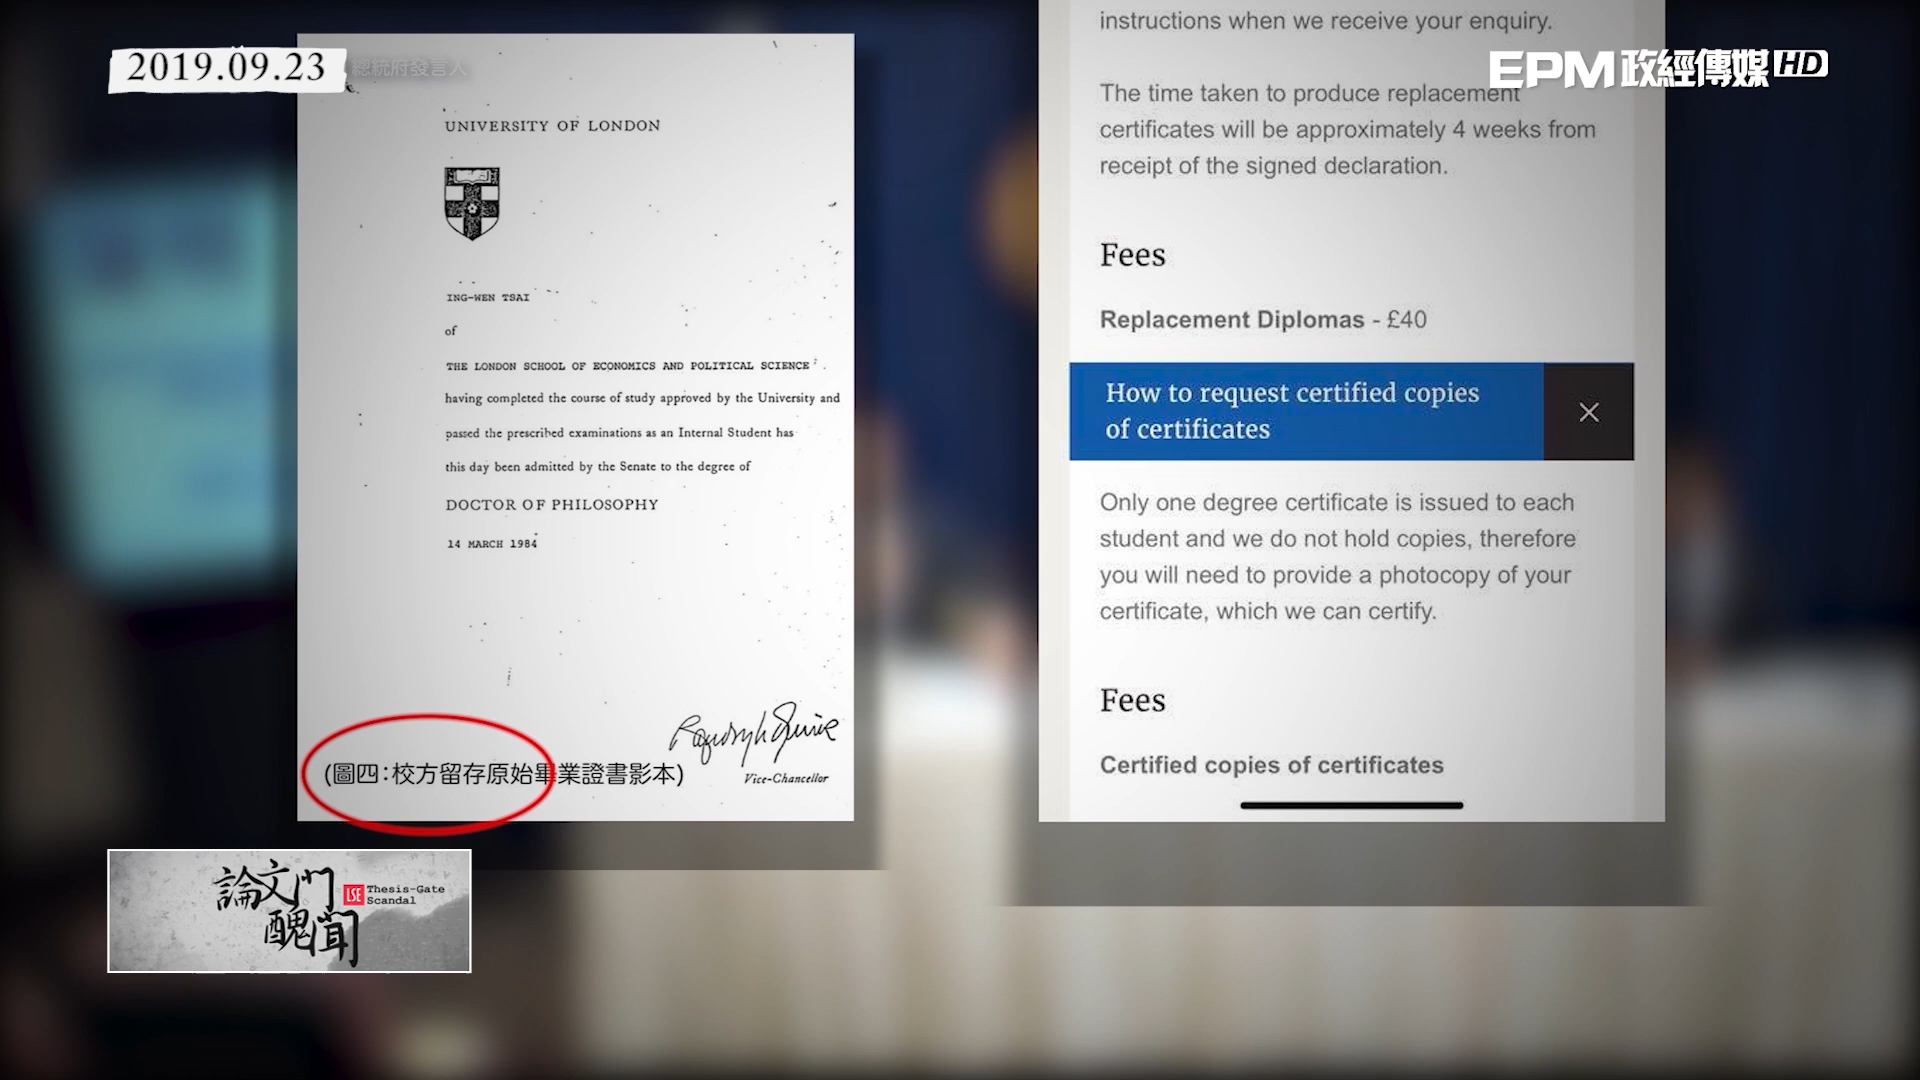 2019.09.23
總統府發言人
EPM政經傳媒HD
UNIVERSITY OF LONDON
ING-WEN TSAI
of
THE LONDON SCHOOL OF ECONOMICS AND POLITICAL SCIENCE
having completed the course of study approved by the University and
passed the prescribed examinations as an Internal Student has
this day been admitted by the Senate to the degree of
DOCTOR OF PHILOSOPHY
14 MARCH 1984
Vice-Chancellor
(圖四:校方留存原始畢業證書影本)
instructions when we receive your enquiry.
The time taken to produce replacement
certificates will be approximately 4 weeks from
receipt of the signed declaration.
Fees
Replacement Diplomas - £40
How to request certified copies
of certificates
Only one degree certificate is issued to each
student and we do not hold copies, therefore
you will need to provide a photocopy of your
certificate, which we can certify.
Fees
Certified copies of certificates
論文門
醜聞
LSE Thesis-Gate
Scandal